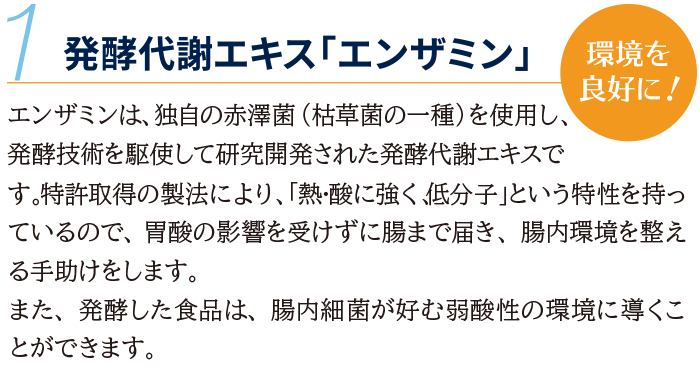 1 発酵代謝エキス「エンザミン」
環境を
良好に!
エンザミンは、独自の赤澤菌（枯草菌の一種）を使用し、
発酵技術を駆使して研究開発された発酵代謝エキスで
す。特許取得の製法により、「熱・酸に強く、低分子」という特性を持っ
ているので、胃酸の影響を受けずに腸まで届き、腸内環境を整え
る手助けをします。
また、発酵した食品は、腸内細菌が好む弱酸性の環境に導くこ
とができます。